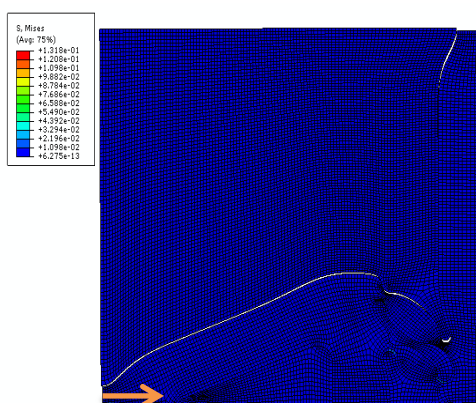 S, Mises
(Avg: 75%)
+1.318e-01
+1.208e-01
+1.098e-01
+9.882e-02
+8.784e-02
+7.686e-02
+6.588e-02
+5.490e-02
+4.392e-02
+3.294e-02
+2.196e-02
+1.098e-02
+6.275e-13